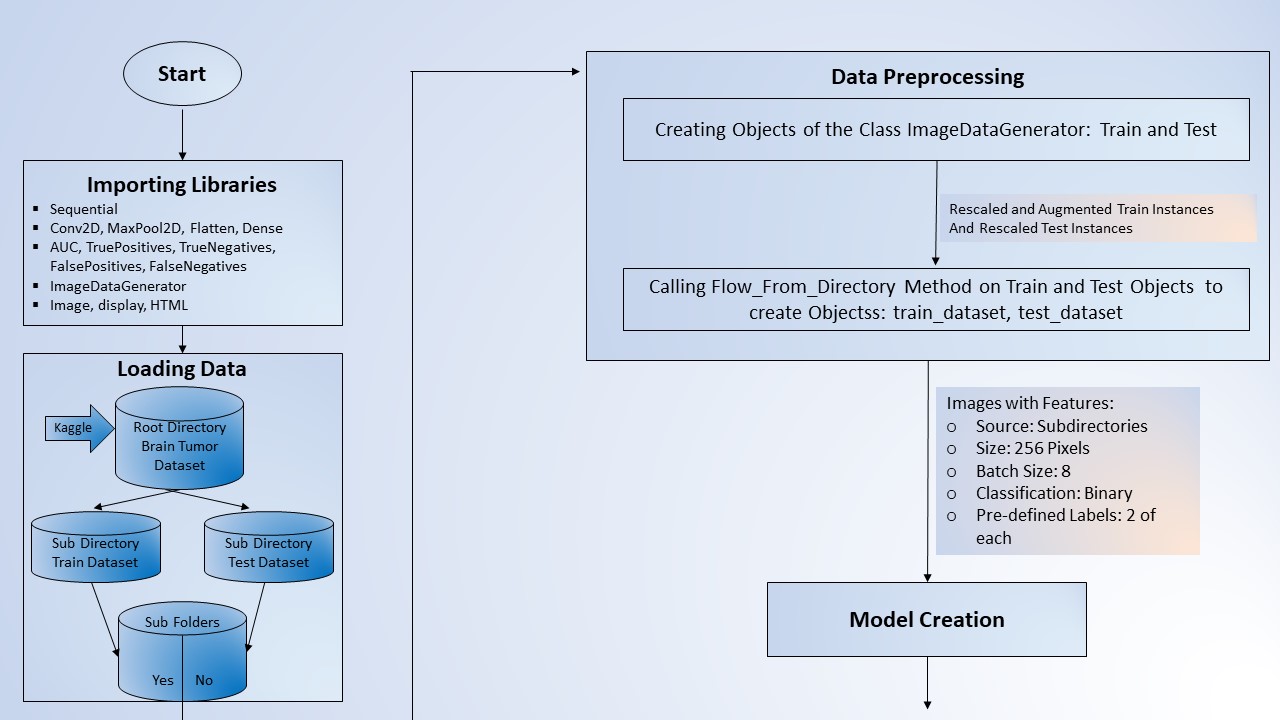 Start
Importing Libraries
Sequential
Conv2D, MaxPool2D, Flatten, Dense
AUC, TruePositives, TrueNegatives,
FalsePositives, FalseNegatives
ImageDataGenerator
Image, display, HTML
Loading Data
Kaggle
Root Directory
Brain Tumor
Dataset
Sub Directory
Train Dataset
Sub Directory
Test Dataset
Sub Folders
Yes
No
Data Preprocessing
Creating Objects of the Class ImageDataGenerator: Train and Test
Rescaled and Augmented Train Instances
And Rescaled Test Instances
Calling Flow_From_Directory Method on Train and Test Objects to
create Objectss: train_dataset, test_dataset
Images with Features:
o Source: Subdirectories
o Size: 256 Pixels
o Batch Size: 8
o Classification: Binary
o Pre-defined Labels: 2 of
each
Model Creation